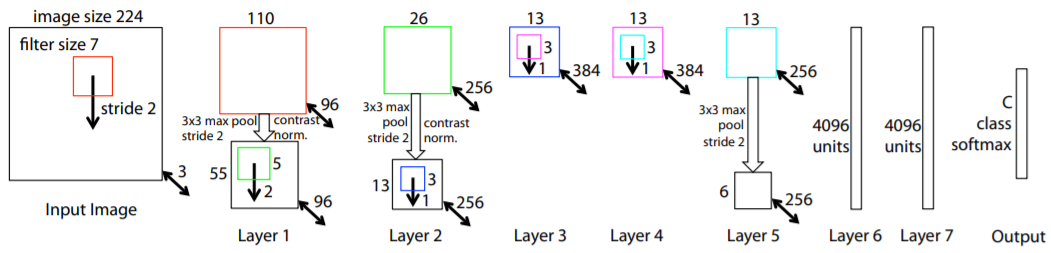 image size 224
filter size 7
stride 2
3
Input Image
110
96
3x3 max pool
stride 2
contrast
norm.
55
5
2
96
Layer 1
26
256
3x3 max
pool
stride 2
contrast
norm.
13
3
1
256
Layer 2
13
3
1
384
Layer 3
13
3
1
384
Layer 4
13
256
3x3 max
pool
stride 2
6
256
Layer 5
4096
units
Layer 6
4096
units
Layer 7
C
class
softmax
Output